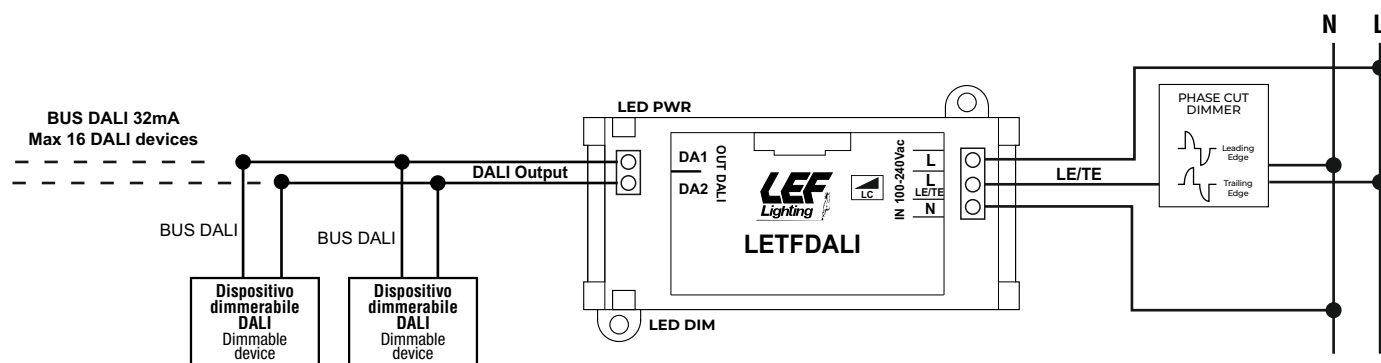 N L
BUS DALI 32mA
Max 16 DALI devices
LED PWR
PHASE CUT
DIMMER
Leading
Edge
Trailing
Edge
DALI Output
DA1
DA2
OUT DALI
LEF
Lighting
LC
LETFDALI
IN 100-240Vac
L
L
LE/TE
N
LE/TE
BUS DALI
BUS DALI
Dispositivo
dimmerabile
DALI
Dimmable
device
Dispositivo
dimmerabile
DALI
Dimmable
device
LED DIM